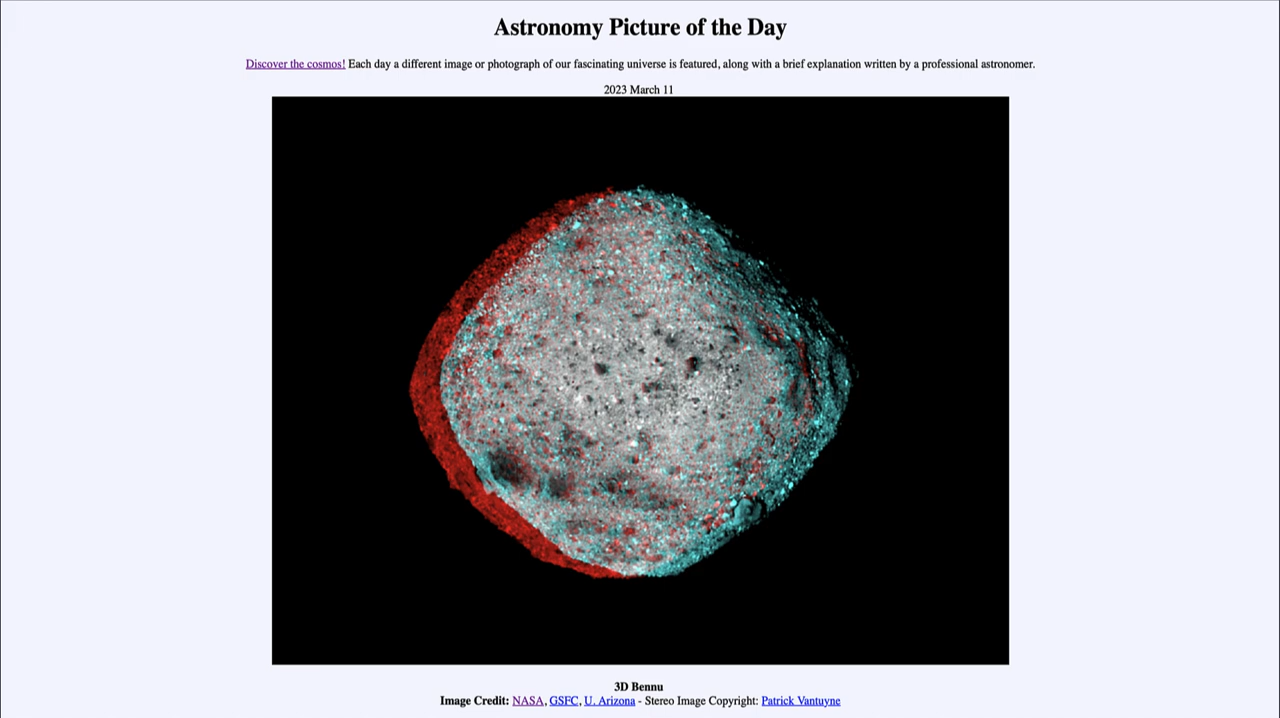 Astronomy Picture of the Day
Discover the cosmos! Each day a different image or photograph of our fascinating universe is featured, along with a brief explanation written by a professional astronomer.
2023 March 11
3D Bennu
Image Credit: NASA, GSFC, U. Arizona - Stereo Image Copyright: Patrick Vantuyne